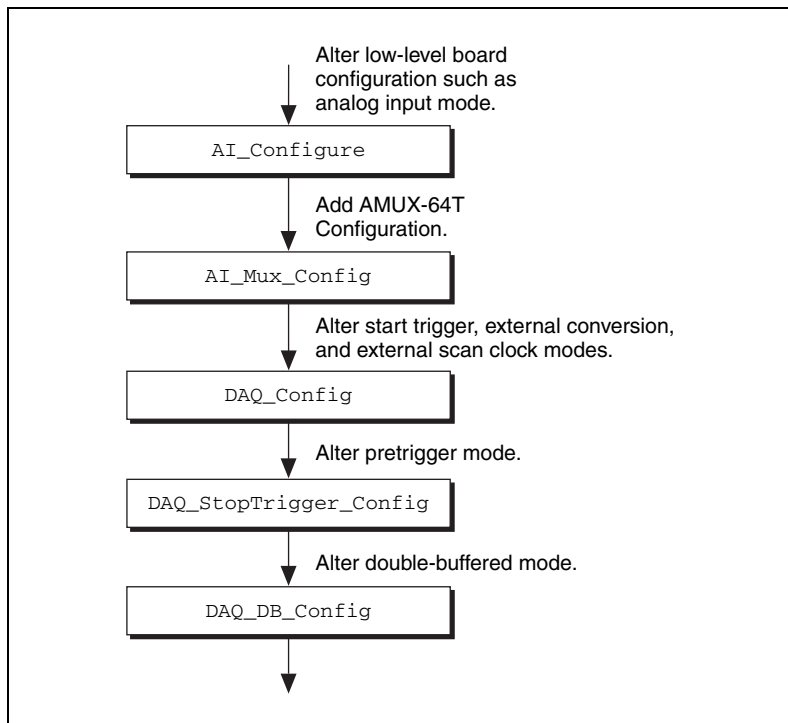 Alter low-level board
configuration such as
analog input mode.
AI_Configure
Add AMUX-64T
Configuration.
AI_Mux_Config
Alter start trigger, external conversion,
and external scan clock modes.
DAQ_Config
Alter pretrigger mode.
DAQ_StopTrigger_Config
Alter double-buffered mode.
DAQ_DB_Config